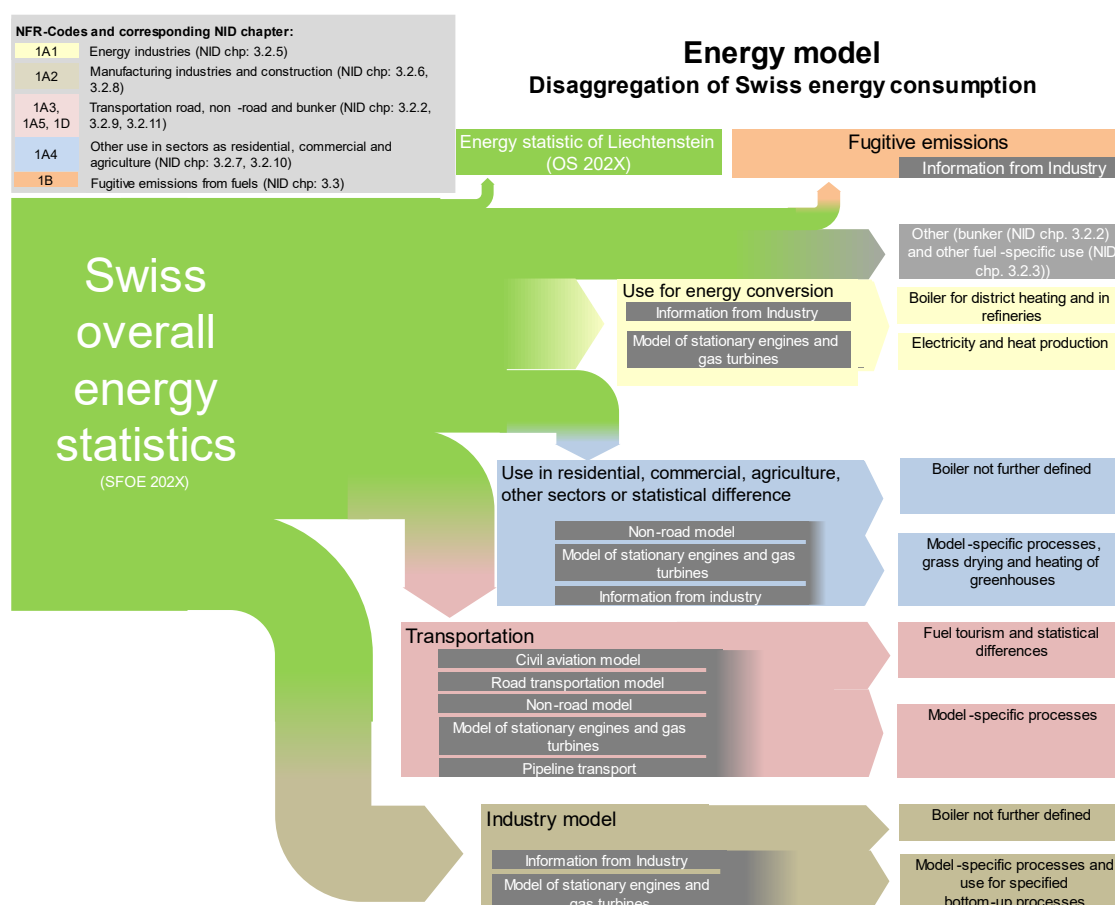 NFR-Codes and corresponding NID chapter:
1A1 Energy industries (NID chp: 3.2.5)
1A2 Manufacturing industries and construction (NID chp: 3.2.6,
3.2.8)
1A3, Transportation road, non -road and bunker (NID chp: 3.2.2,
1A5, 1D 3.2.9, 3.2.11)
1A4 Other use in sectors as residential, commercial and
agriculture (NID chp: 3.2.7, 3.2.10)
1B Fugitive emissions from fuels (NID chp: 3.3)
Energy model
Disaggregation of Swiss energy consumption
Energy statistic of Liechtenstein
(OS 202X)
Fugitive emissions
Information from Industry
Swiss
overall
energy
statistics
(SFOE 202X)
Other (bunker (NID chp. 3.2.2)
and other fuel -specific use (NID
chp. 3.2.3))
Use for energy conversion
Information from Industry
Model of stationary engines and
gas turbines
Boiler for district heating and in
refineries
Electricity and heat production
Use in residential, commercial, agriculture,
other sectors or statistical difference
Non-road model
Model of stationary engines and gas
turbines
Information from industry
Boiler not further defined
Model -specific processes,
grass drying and heating of
greenhouses
Transportation
Civil aviation model
Road transportation model
Non-road model
Model of stationary engines and gas
turbines
Pipeline transport
Fuel tourism and statistical
differences
Model -specific processes
Industry model
Information from Industry
Model of stationary engines and
gas turbines
Boiler not further defined
Model -specific processes and
use for specified
bottom-up processes